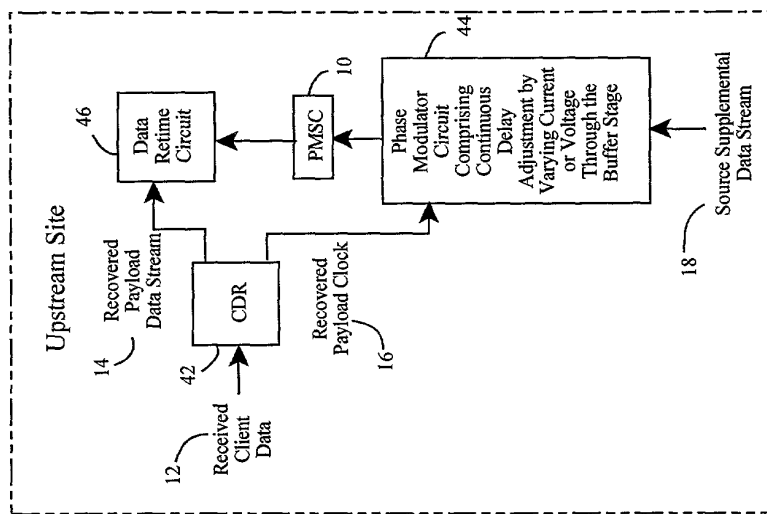 Upstream Site
12
Received
Client
Data
42
CDR
14
Recovered
Payload
Data Stream
Recovered
Payload Clock
16
46
Data
Retime
Circuit
PMSC
10
44
Phase
Modulator
Circuit
Comprising
Continuous
Delay
Adjustment by
Varying Current
or Voltage
Through the
Buffer Stage
18
Source Supplemental
Data Stream